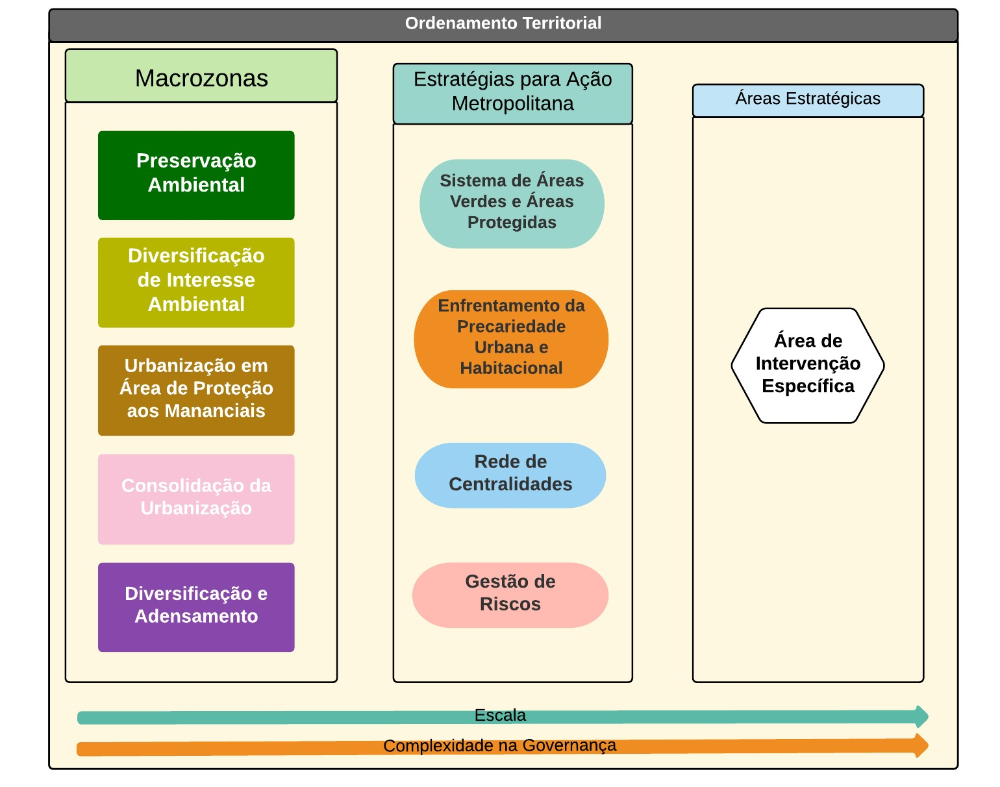 Ordenamento Territorial
Macrozonas
Preservação
Ambiental
Diversificação
de Interesse
Ambiental
Urbanização em
Área de Proteção
aos Mananciais
Consolidação da
Urbanização
Diversificação e
Adensamento
Estratégias para Ação
Metropolitana
Sistema de Áreas
Verdes e Áreas
Protegidas
Enfrentamento da
Precariedade
Urbana e
Habitacional
Rede de
Centralidades
Gestão de
Riscos
Áreas Estratégicas
Área de
Intervenção
Específica
Escala
Complexidade na Governança